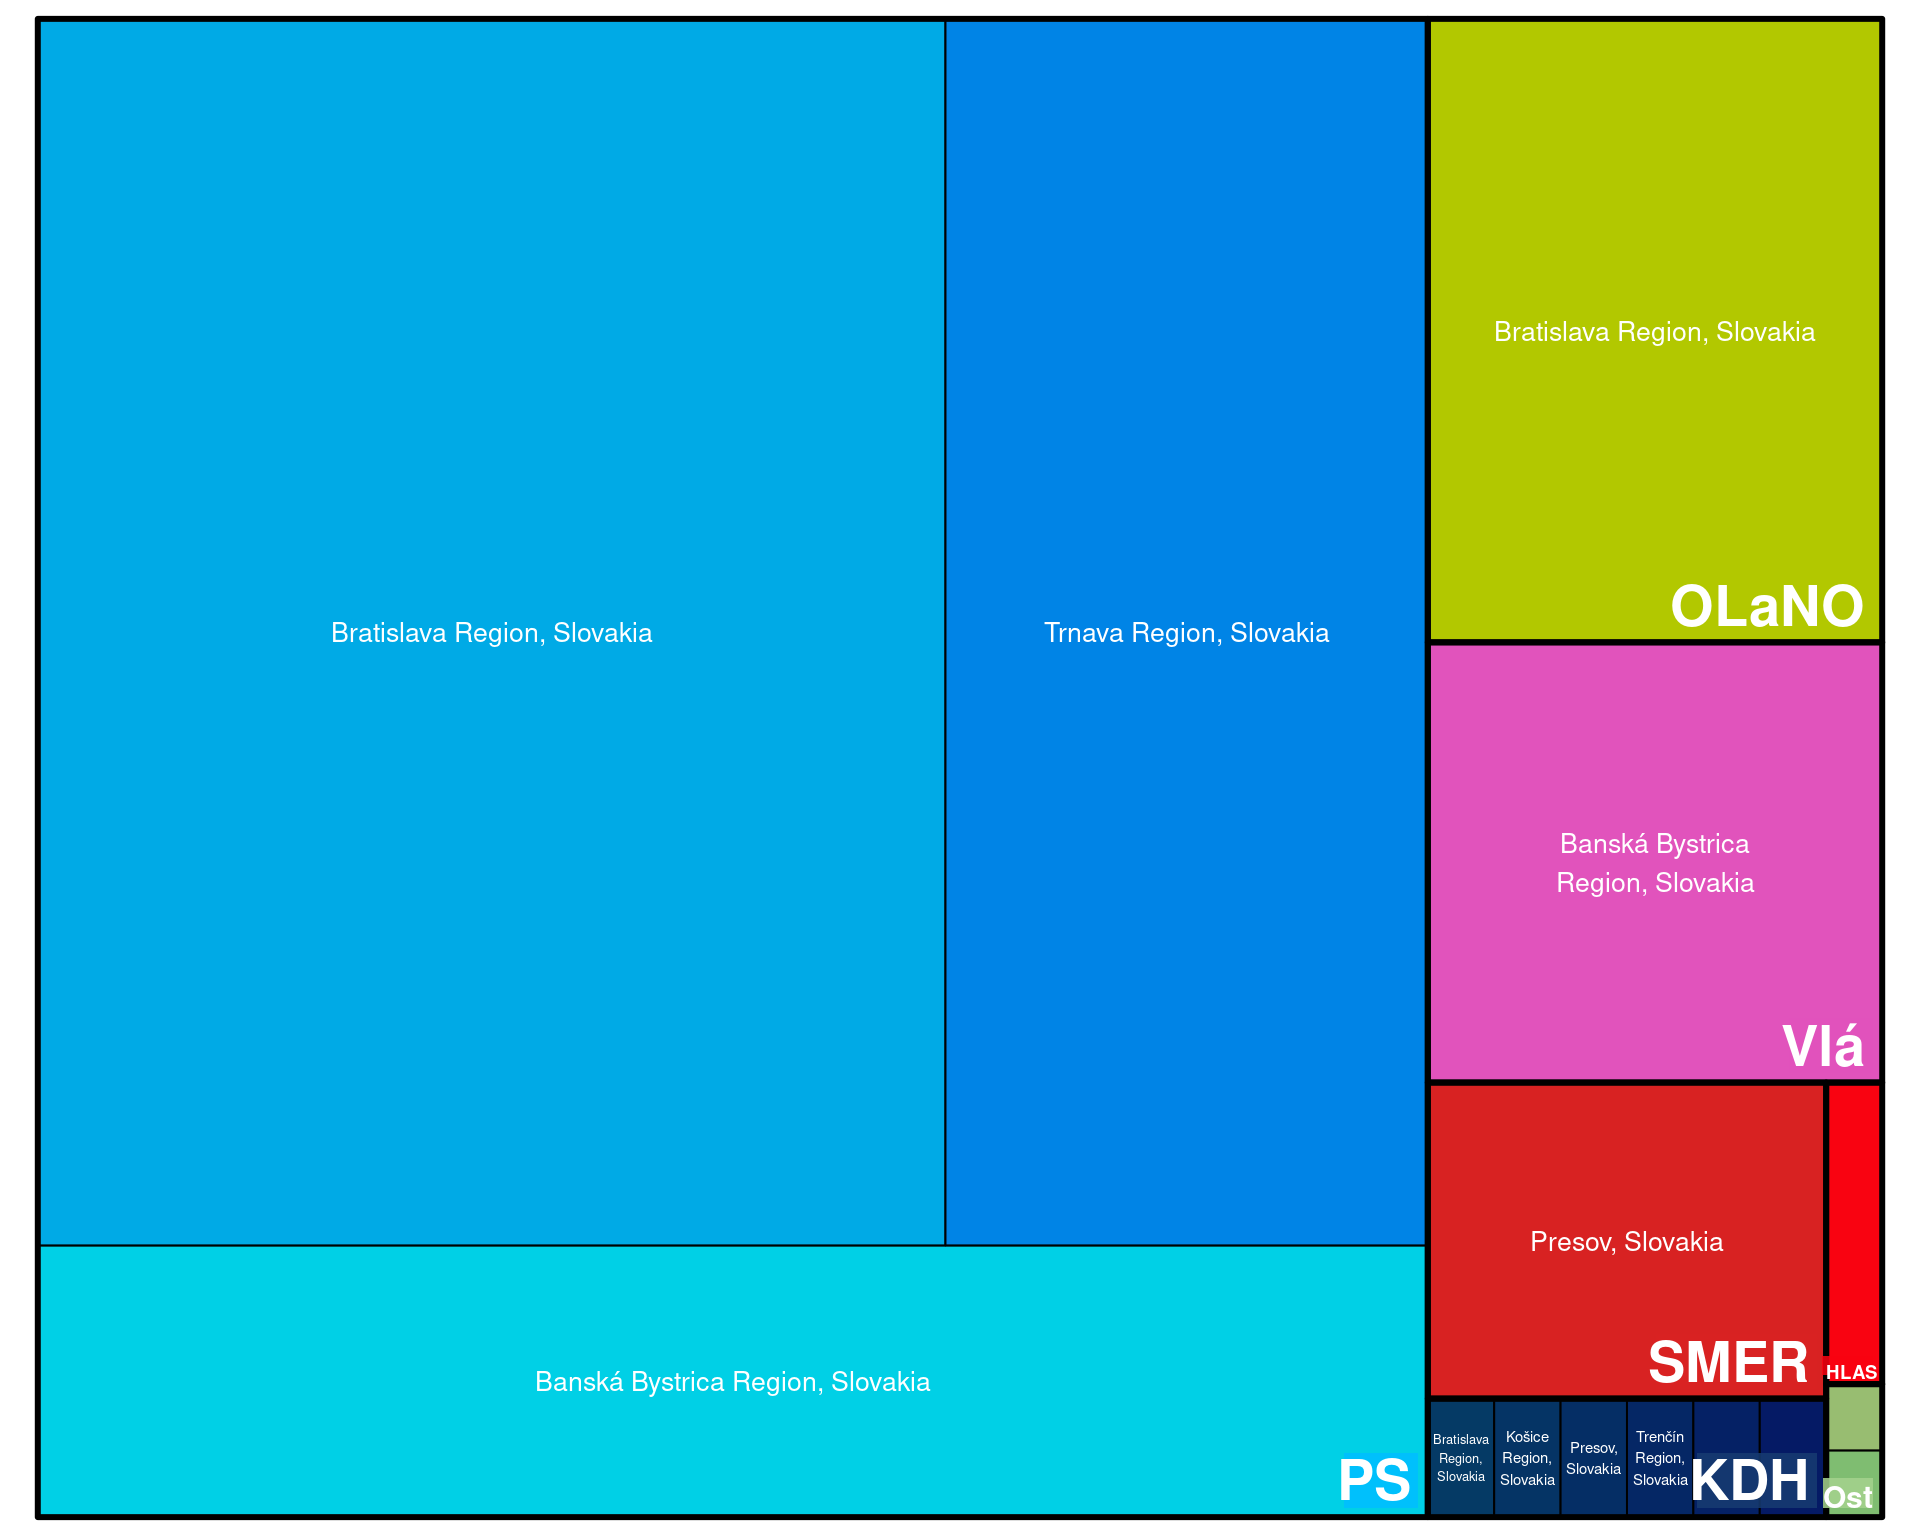 Bratislava Region, Slovakia
Trnava Region, Slovakia
Banská Bystrica Region, Slovakia
PS
Bratislava Region, Slovakia
OLaNO
Banská Bystrica
Region, Slovakia
Vlá
Presov, Slovakia
SMER
HLAS
Bratislava
Region,
Slovakia
Košice
Region,
Slovakia
Presov,
Slovakia
Trenčín
Region,
Slovakia
KDH
Ost